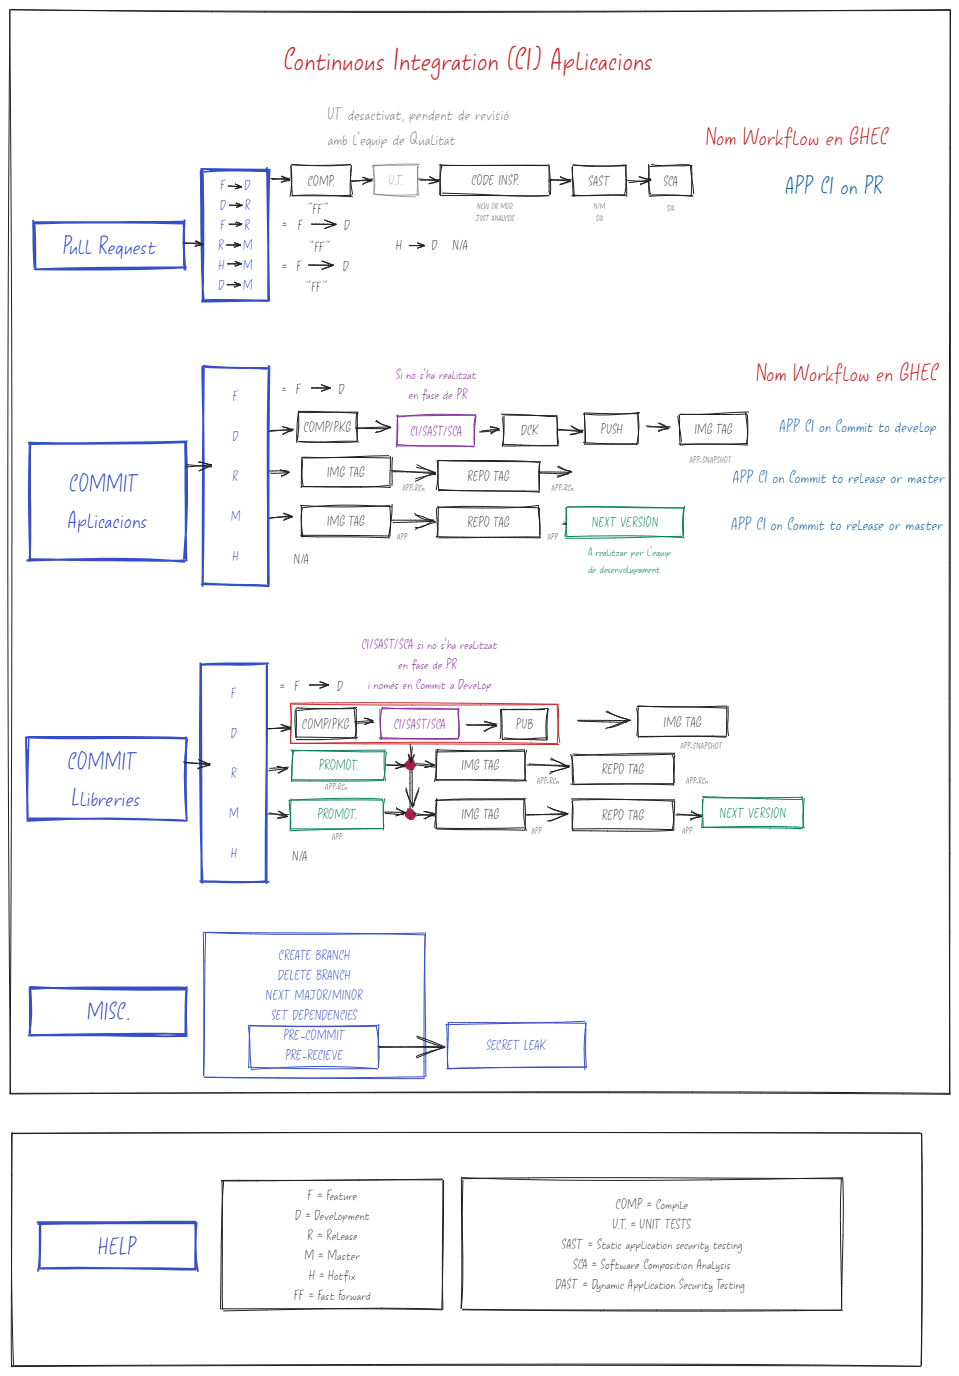 Continuous Integration (CI) Aplicacions
UT desactivat, pendent de revisió
amb l'equip de Qualitat
Nom Workflow en GHEC
APP CI on PR
Pull Request
F → D
D → R
F → R
R → M
H → M
D → M
COMP.
U.T.
CODE INSP.
SAST
SCA
"FF"
NEW OR MOD
JUST ANALYSIS
N/M
S/A
S/A
= F → D
"FF"
H → D N/A
= F → D
"FF"
Nom Workflow en GHEC
Si no s'ha realitzat
en fase de PR
COMMIT
Aplicacions
F
D
R
M
H
= F → D
COMP/PKG
CI/SAST/SCA
DCK
PUSH
IMG TAG
APP-SNAPSHOT
APP CI on Commit to develop
IMG TAG
APP-RCn
REPO TAG
APP-RCn
APP CI on Commit to release or master
IMG TAG
APP
REPO TAG
APP
NEXT VERSION
APP CI on Commit to release or master
A realitzar per l'equip
de desenvolupament
N/A
CI/SAST/SCA si no s'ha realitzat
en fase de PR
i només en Commit a Develop
COMMIT
Llibreries
F
D
R
M
H
= F → D
COMP/PKG
CI/SAST/SCA
PUB
IMG TAG
APP-SNAPSHOT
PROMOT.
APP-RCn
IMG TAG
APP-RCn
REPO TAG
APP-RCn
PROMOT.
APP
IMG TAG
APP
REPO TAG
APP
NEXT VERSION
N/A
MISC.
CREATE BRANCH
DELETE BRANCH
NEXT MAJOR/MINOR
SET DEPENDENCIES
PRE-COMMIT
PRE-RECIEVE
SECRET LEAK
HELP
F = Feature
D = Development
R = Release
M = Master
H = Hotfix
FF = Fast Forward
COMP = Compile
U.T. = UNIT TESTS
SAST = Static application security testing
SCA = Software Composition Analysis
DAST = Dynamic Application Security Testing